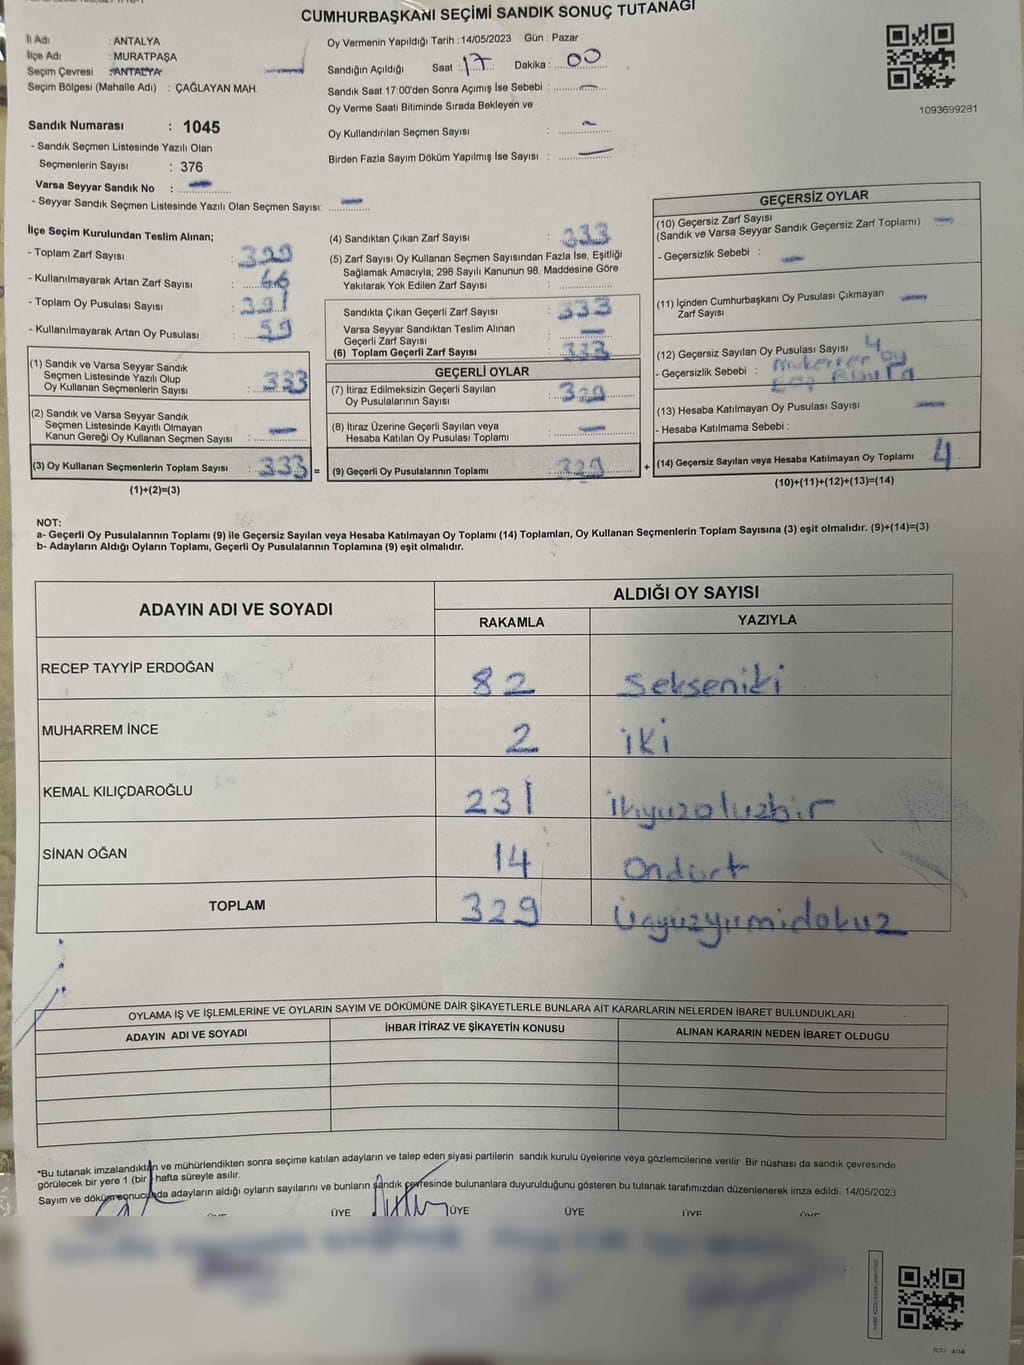 CUMHURBAŞKANI SEÇİMİ SANDIK SONUÇ TUTANAĞI
İl Adı : ANTALYA
İlçe Adı : MURATPAŞA
Seçim Çevresi : ANTALYA
Seçim Bölgesi (Mahalle Adı) : ÇAĞLAYAN MAH.
Oy Vermenin Yapıldığı Tarih : 14/05/2023 Gün : Pazar
Sandığın Açıldığı Saat : 17 Dakika : 00
Sandık Saat 17:00'den Sonra Açımış İse Sebebi :
Oy Verme Saati Bitiminde Sırada Bekleyen ve
Oy Kullandırılan Seçmen Sayısı :
Birden Fazla Sayım Döküm Yapılmış İse Sayısı :
1093699281
Sandık Numarası : 1045
- Sandık Seçmen Listesinde Yazılı Olan
Seçmenlerin Sayısı : 376
Varsa Seyyar Sandık No :
- Seyyar Sandık Seçmen Listesinde Yazılı Olan Seçmen Sayısı:
İlçe Seçim Kurulundan Teslim Alınan;
- Toplam Zarf Sayısı : 399
- Kullanılmayarak Artan Zarf Sayısı : 66
- Toplam Oy Pusulası Sayısı :
- Kullanılmayarak Artan Oy Pusulası :
(1) Sandık ve Varsa Seyyar Sandık
Seçmen Listesinde Yazılı Olup
Oy Kullanan Seçmenlerin Sayısı : 333
(2) Sandık ve Varsa Seyyar Sandık
Seçmen Listesinde Kayıtlı Olmayan
Kanun Gereği Oy Kullanan Seçmen Sayısı :
(3) Oy Kullanan Seçmenlerin Toplam Sayısı : 333 =
(1)+(2)=(3)
(4) Sandıktan Çıkan Zarf Sayısı : 333
(5) Zarf Sayısı Oy Kullanan Seçmen Sayısından Fazla İse, Eşitliği
Sağlamak Amacıyla; 298 Sayılı Kanunun 98. Maddesine Göre
Yakılarak Yok Edilen Zarf Sayısı :
Sandıkta Çıkan Geçerli Zarf Sayısı : 333
Varsa Seyyar Sandıktan Teslim Alınan
Geçerli Zarf Sayısı :
(6) Toplam Geçerli Zarf Sayısı : 333
GEÇERLİ OYLAR
(7) İtiraz Edilmeksizin Geçerli Sayılan
Oy Pusulalarının Sayısı : 329
(8) İtiraz Üzerine Geçerli Sayılan veya
Hesaba Katılan Oy Pusulası Toplamı :
(9) Geçerli Oy Pusulalarının Toplamı 329 +
GEÇERSİZ OYLAR
(10) Geçersiz Zarf Sayısı
(Sandık ve Varsa Seyyar Sandık Geçersiz Zarf Toplamı)
- Geçersizlik Sebebi :
(11) İçinden Cumhurbaşkanı Oy Pusulası Çıkmayan
Zarf Sayısı
(12) Geçersiz Sayılan Oy Pusulası Sayısı 4
- Geçersizlik Sebebi : Mükerrer oy
(13) Hesaba Katılmayan Oy Pusulası Sayısı
- Hesaba Katılmama Sebebi :
(14) Geçersiz Sayılan veya Hesaba Katılmayan Oy Toplamı 4
(10)+(11)+(12)+(13)=(14)
NOT:
a- Geçerli Oy Pusulalarının Toplamı (9) ile Geçersiz Sayılan veya Hesaba Katılmayan Oy Toplamı (14) Toplamları, Oy Kullanan Seçmenlerin Toplam Sayısına (3) eşit olmalıdır. (9)+(14)=(3)
b- Adayların Aldığı Oyların Toplamı, Geçerli Oy Pusulalarının Toplamına (9) eşit olmalıdır.
ADAYIN ADI VE SOYADI ALDIĞI OY SAYISI
RAKAMLA YAZIYLA
RECEP TAYYİP ERDOĞAN 82 Sekseniki
MUHARREM İNCE 2 iKi
KEMAL KILIÇDAROĞLU 231 ikiyüzotuzbir
SİNAN OĞAN 14 Ondört
TOPLAM 329 Üçyüzyirmidokuz
OYLAMA İŞ VE İŞLEMLERİNE VE OYLARIN SAYIM VE DÖKÜMÜNE DAİR ŞİKAYETLERLE BUNLARA AİT KARARLARIN NELERDEN İBARET BULUNDUKLARI
ADAYIN ADI VE SOYADI İHBAR İTİRAZ VE ŞİKAYETİN KONUSU ALINAN KARARIN NEDEN İBARET OLDUĞU
*Bu tutanak imzalandıktan ve mühürlendikten sonra seçime katılan adayların ve talep eden siyasi partilerin sandık kurulu üyelerine veya gözlemcilerine verilir .Bir nüshası da sandık çevresinde
görülecek bir yere 1 (bir) hafta süreyle asılır.
Sayım ve döküm sonucunda adayların aldığı oyların sayılarını ve bunların sandık çevresinde bulunanlara duyurulduğunu gösteren bu tutanak tarafımızdan düzenlenerek imza edildi. 14/05/2023
ÜYE ÜYE ÜYE ÜYE